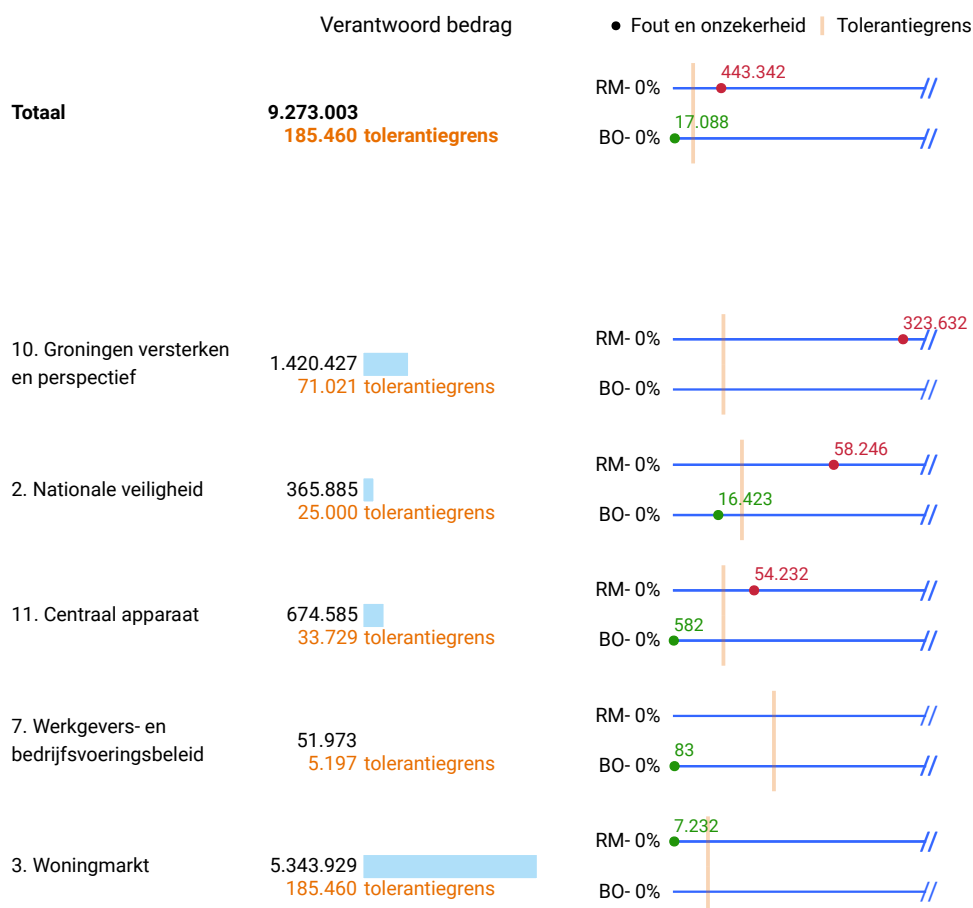 Verantwoord bedrag
Fout en onzekerheid
Tolerantiegrens
Totaal
9.273.003
185.460 tolerantiegrens
RM- 0%
443.342
BO- 0%
17.088
10. Groningen versterken
en perspectief
1.420.427
71.021 tolerantiegrens
RM- 0%
323.632
BO- 0%
2. Nationale veiligheid
365.885
25.000 tolerantiegrens
RM- 0%
58.246
BO- 0%
16.423
11. Centraal apparaat
674.585
33.729 tolerantiegrens
RM- 0%
54.232
BO- 0%
582
7. Werkgevers- en
bedrijfsvoeringsbeleid
51.973
5.197 tolerantiegrens
RM- 0%
BO- 0%
83
3. Woningmarkt
5.343.929
185.460 tolerantiegrens
RM- 0%
7.232
BO- 0%